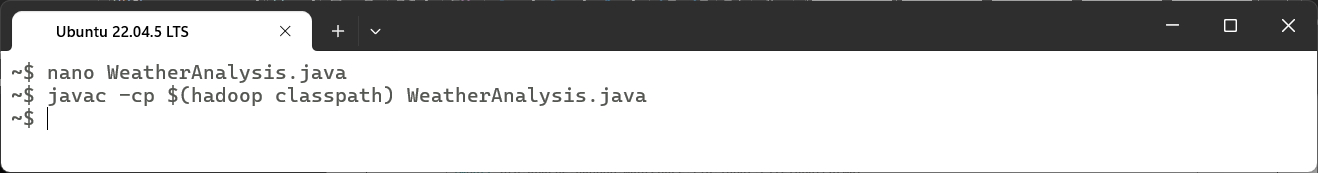 Ubuntu 22.04.5 LTS
~$ nano WeatherAnalysis.java
~$ javac -cp $(hadoop classpath) WeatherAnalysis.java
~$